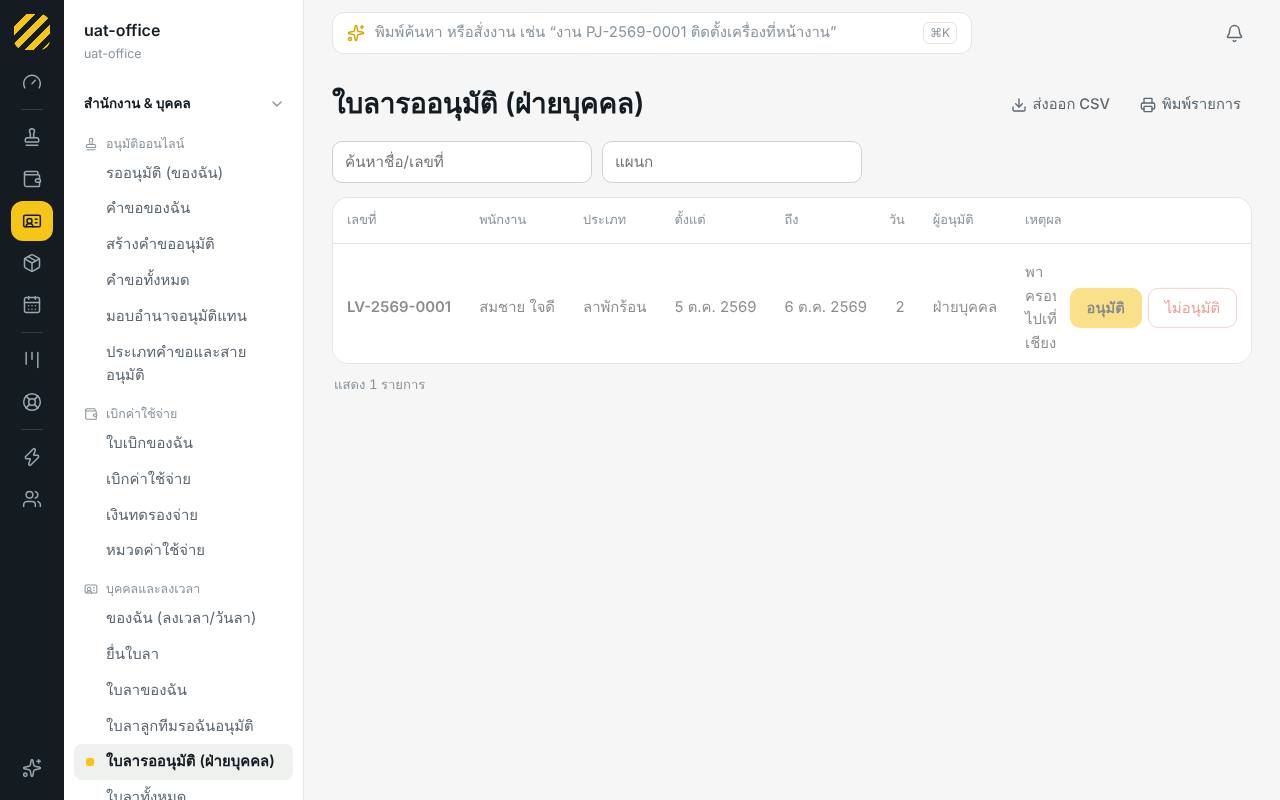 uat-office
uat-office
สำนักงาน & บุคคล
อนุมัติออนไลน์
รออนุมัติ (ของฉัน)
คำขอของฉัน
สร้างคำขออนุมัติ
คำขอทั้งหมด
มอบอำนาจอนุมัติแทน
ประเภทคำขอและสาย
อนุมัติ
เบิกค่าใช้จ่าย
ใบเบิกของฉัน
เบิกค่าใช้จ่าย
เงินทดรองจ่าย
หมวดค่าใช้จ่าย
บุคคลและลงเวลา
ของฉัน (ลงเวลา/วันลา)
ยื่นใบลา
ใบลาของฉัน
ใบลาลูกทีมรอฉันอนุมัติ
ใบลารออนุมัติ (ฝ่ายบุคคล)
ใบลาทั้งหมด
พิมพ์ค้นหา หรือสั่งงาน เช่น “งาน PJ-2569-0001 ติดตั้งเครื่องที่หน้างาน” ⌘K
ใบลารออนุมัติ (ฝ่ายบุคคล) ส่งออก CSV พิมพ์รายการ
ค้นหาชื่อ/เลขที่ แผนก
เลขที่ พนักงาน ประเภท ตั้งแต่ ถึง วัน ผู้อนุมัติ เหตุผล
LV-2569-0001 สมชาย ใจดี ลาพักร้อน 5 ต.ค. 2569 6 ต.ค. 2569 2 ฝ่ายบุคคล
พา
ไปเที่
เชียง
อนุมัติ ไม่อนุมัติ
แสดง 1 รายการ